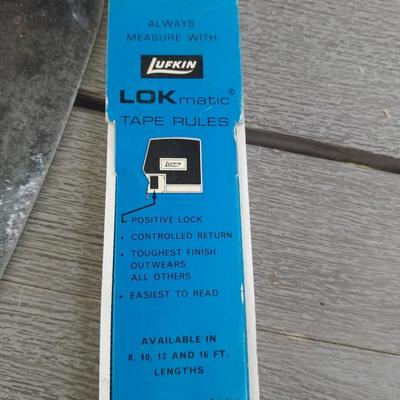 ALWAYS
MEASURE WITH
LUFKIN
LOKmatic®
TAPE RULES
LUFKIN
POSITIVE LOCK
• CONTROLLED RETURN
• TOUGHEST FINISH
OUTWEARS
ALL OTHERS
• EASIEST TO READ
AVAILABLE IN
8, 10, 12 AND 16 FT.
LENGTHS